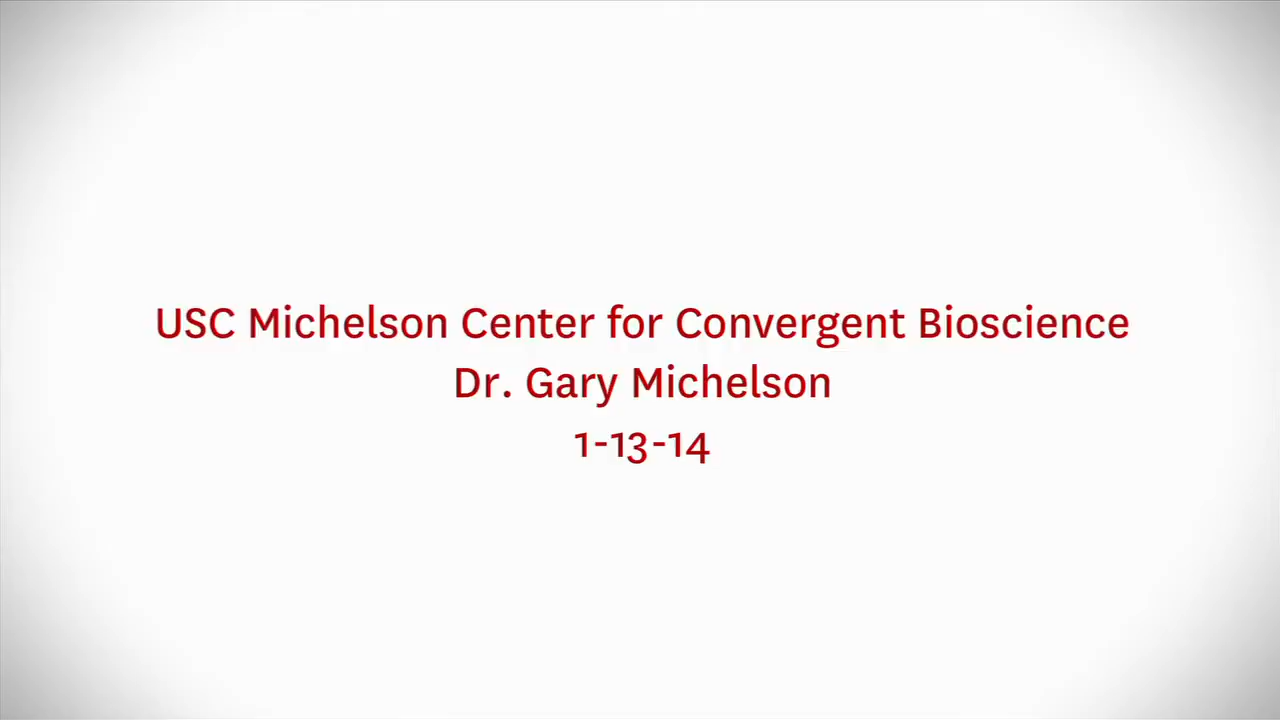 USC Michelson Center for Convergent Bioscience
Dr. Gary Michelson
1-13-14